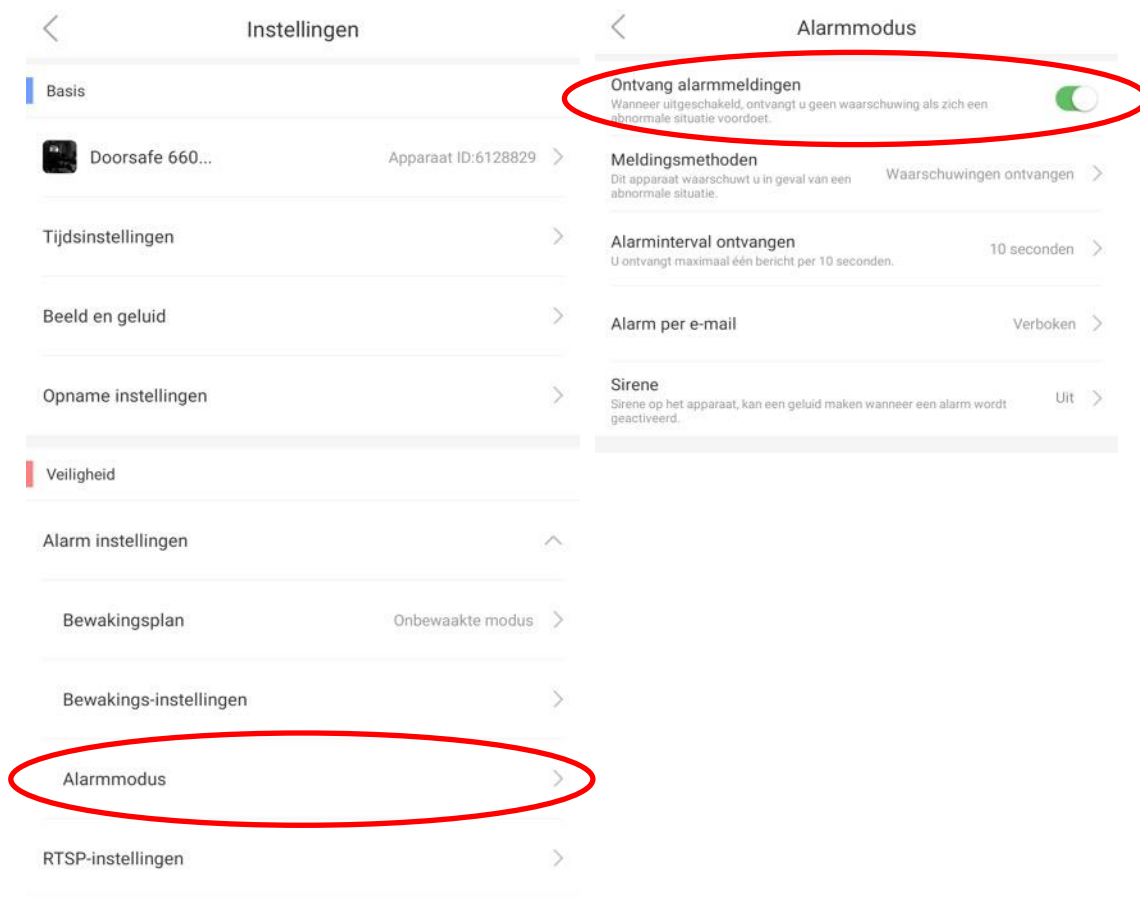 Instellingen
Basis
Doorsafe 660... Apparaat ID:6128829
Tijdsinstellingen
Beeld en geluid
Opname instellingen
Veiligheid
Alarm instellingen
Bewakingsplan Onbewaakte modus
Bewakings-instellingen
Alarmmodus
RTSP-instellingen
Alarmmodus
Ontvang alarmmeldingen
Wanneer uitgeschakeld, ontvangt u geen waarschuwing als zich een
abnormale situatie voordoet.
Meldingsmethoden
Dit apparaat waarschuwt u in geval van een
abnormale situatie.
Waarschuwingen ontvangen
Alarminterval ontvangen
U ontvangt maximaal één bericht per 10 seconden.
10 seconden
Alarm per e-mail Verboken
Sirene
Sirene op het apparaat, kan een geluid maken wanneer een alarm wordt
geactiveerd.
Uit